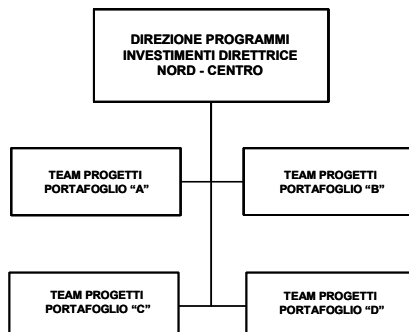 DIREZIONE PROGRAMMI
INVESTIMENTI DIRETTRICE
NORD - CENTRO
TEAM PROGETTI
PORTAFOGLIO “A”
TEAM PROGETTI
PORTAFOGLIO “B”
TEAM PROGETTI
PORTAFOGLIO “C”
TEAM PROGETTI
PORTAFOGLIO “D”